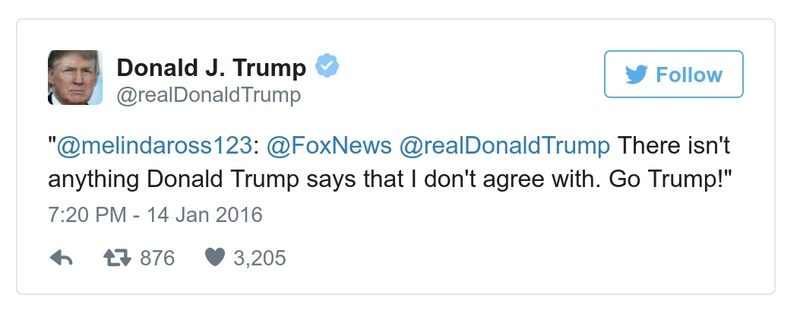 Donald J. Trump
@realDonaldTrump
Follow
"@melindaross123: @FoxNews @realDonaldTrump There isn't
anything Donald Trump says that I don't agree with. Go Trump!"
7:20 PM - 14 Jan 2016
876 3,205